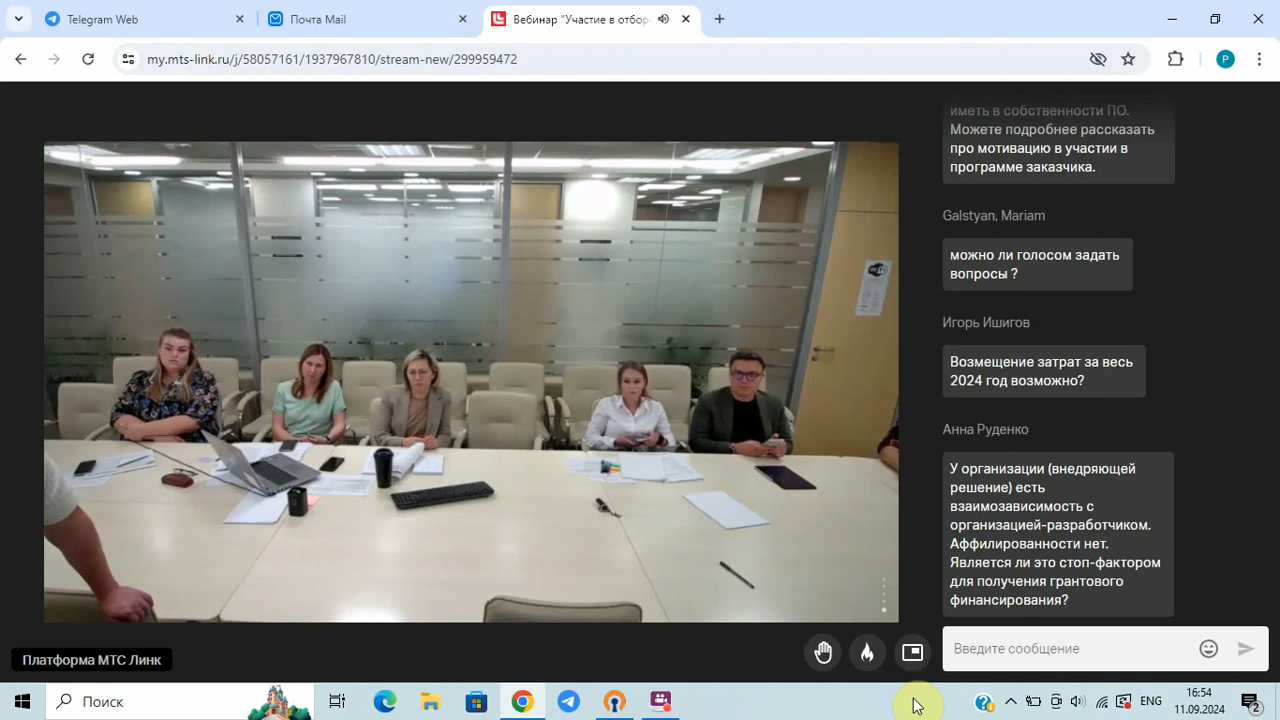 Telegram Web
Почта Mail
Вебинар "Участие в отбор
my.mts-link.ru/j/58057161/1937967810/stream-new/299959472
P
иметь в собственности ПО.
Можете подробнее рассказать
про мотивацию в участии в
программе заказчика.
Galstyan, Mariam
можно ли голосом задать
вопросы ?
Игорь Ишигов
Возмещение затрат за весь
2024 год возможно?
Анна Руденко
У организации (внедряющей
решение) есть
взаимозависимость с
организацией-разработчиком.
Аффилированности нет.
Является ли это стоп-фактором
для получения грантового
финансирования?
Введите сообщение
Платформа МТС Линк
Поиск
ENG
16:54
11.09.2024
2